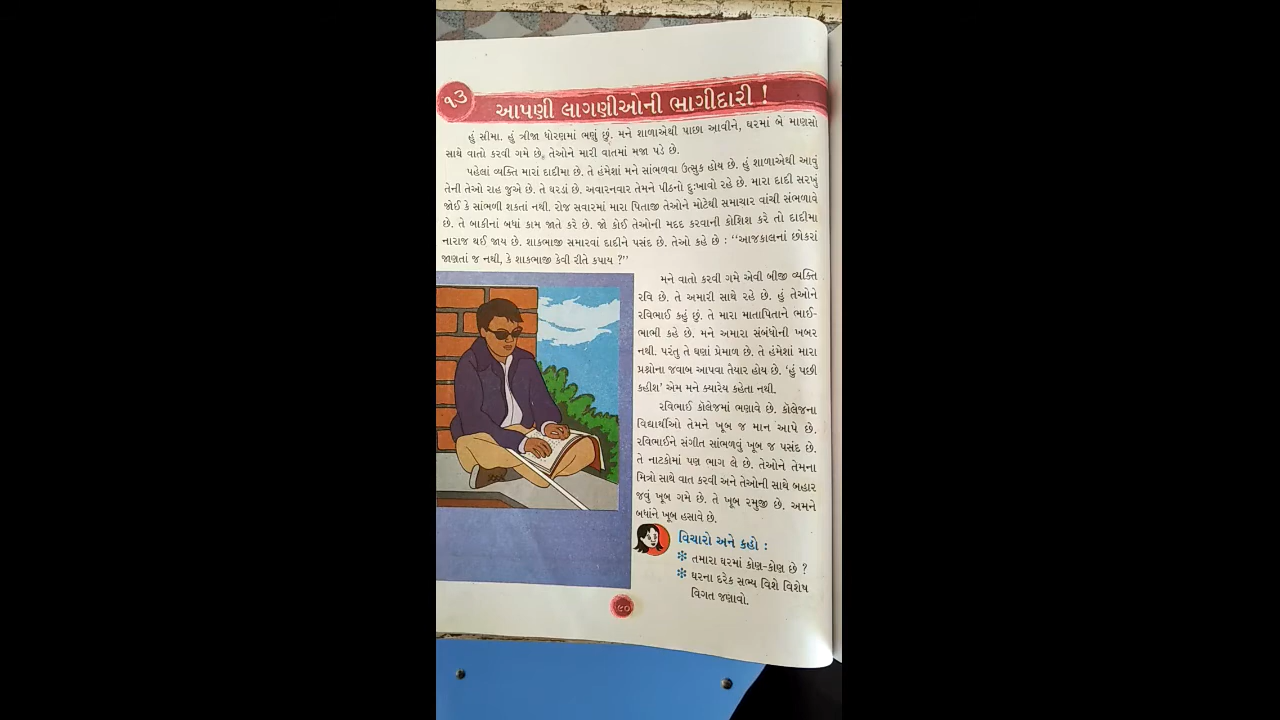 ૧૩
આપણી લાગણીઓની ભાગીદારી !
હું સીમા. હું ત્રીજા ધોરણમાં ભણું છું. મને શાળાએથી પાછા આવીને, ઘરમાં બે માણસો
સાથે વાતો કરવી ગમે છે. તેઓને મારી વાતમાં મજા પડે છે.
પહેલાં વ્યક્તિ મારાં દાદીમા છે. તે હંમેશાં મને સાંભળવા ઉત્સુક હોય છે. હું શાળાએથી આવું
તેની તેઓ રાહ જુએ છે. તે ઘરડાં છે. અવારનવાર તેમને પીઠનો દુઃખાવો રહે છે. મારા દાદી સરખું
જોઈ કે સાંભળી શકતાં નથી. રોજ સવારમાં મારા પિતાજી તેઓને મોટેથી સમાચાર વાંચી સંભળાવે
છે. તે બાકીનાં બધાં કામ જાતે કરે છે. જો કોઈ તેઓની મદદ કરવાની કોશિશ કરે તો દાદીમા
નારાજ થઈ જાય છે. શાકભાજી સમારવાં દાદીને પસંદ છે. તેઓ કહે છે : ‘‘આજકાલનાં છોકરાં
જાણતાં જ નથી, કે શાકભાજી કેવી રીતે કપાય ?’’
મને વાતો કરવી ગમે એવી બીજી વ્યક્તિ
રવિ છે. તે અમારી સાથે રહે છે. હું તેઓને
રવિભાઈ કહું છું. તે મારા માતાપિતાને ભાઈ-
ભાભી કહે છે. મને અમારા સંબંધોની ખબર
નથી. પરંતુ તે ઘણાં પ્રેમાળ છે. તે હંમેશાં મારા
પ્રશ્નોના જવાબ આપવા તૈયાર હોય છે. ‘હું પછી
કહીશ’ એમ મને ક્યારેય કહેતા નથી.
રવિભાઈ કૉલેજમાં ભણાવે છે. કૉલેજના
વિદ્યાર્થીઓ તેમને ખૂબ જ માન આપે છે.
રવિભાઈને સંગીત સાંભળવું ખૂબ જ પસંદ છે.
તે નાટકોમાં પણ ભાગ લે છે. તેઓને તેમના
મિત્રો સાથે વાત કરવી અને તેઓની સાથે બહાર
જવું ખૂબ ગમે છે. તે ખૂબ રમુજી છે. અમને
બધાંને ખૂબ હસાવે છે.
વિચારો અને કહો :
❇ તમારા ઘરમાં કોણ-કોણ છે ?
❇ ઘરના દરેક સભ્ય વિશે વિશેષ
વિગત જણાવો.
૯૦